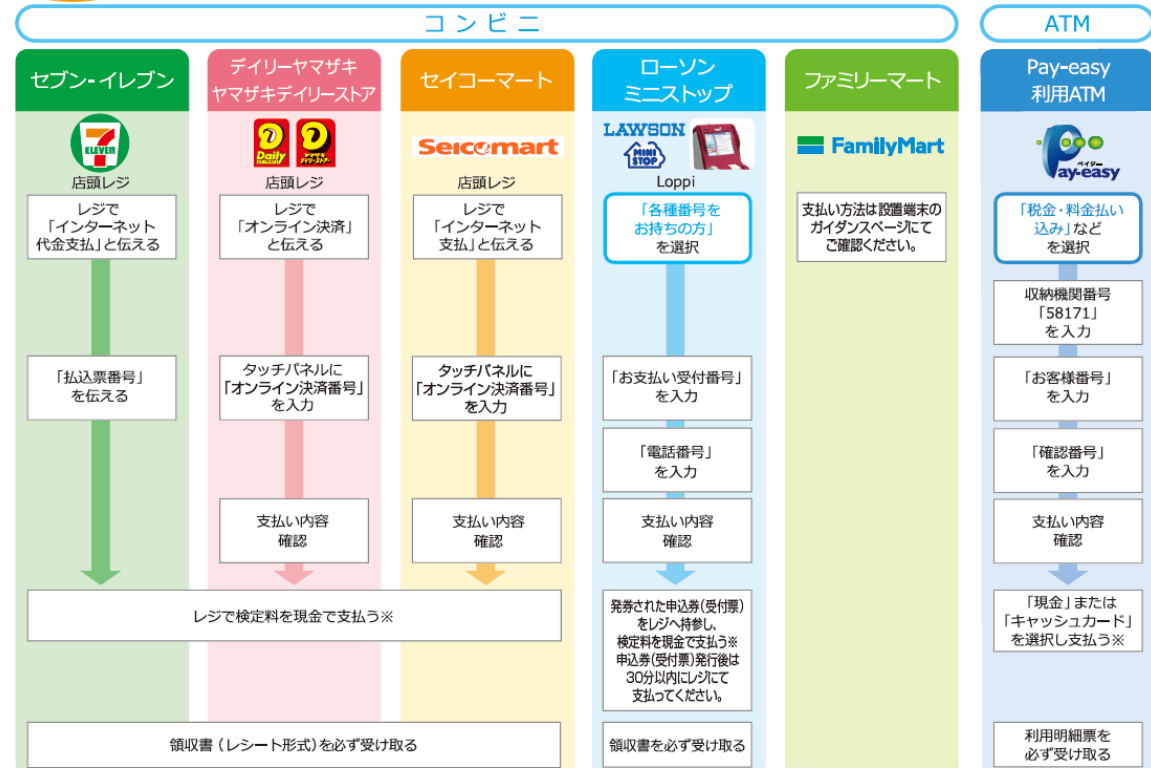 コンビニ
ATM
セブン-イレブン
ELEVEN
店頭レジ
レジで
「インターネット
代金支払」と伝える
「払込票番号」
を伝える
デイリーヤマザキ
ヤマザキデイリーストア
Daily
店頭レジ
レジで
「オンライン決済」
と伝える
タッチパネルに
「オンライン決済番号」
を入力
支払い内容
確認
セイコーマート
Seicomart
店頭レジ
レジで
「インターネット
支払」と伝える
タッチパネルに
「オンライン決済番号」
を入力
支払い内容
確認
レジで検定料を現金で支払う※
領収書（レシート形式）を必ず受け取る
ローソン
ミニストップ
LAWSON
MINI
STOP
Loppi
「各種番号を
お持ちの方」
を選択
「お支払い受付番号」
を入力
「電話番号」
を入力
支払い内容
確認
発券された申込券(受付票)
をレジへ持参し、
検定料を現金で支払う※
申込券(受付票)発行後は
30分以内にレジにて
支払ってください。
領収書を必ず受け取る
ファミリーマート
FamilyMart
支払い方法は設置端末の
ガイダンスページにて
ご確認ください。
Pay-easy
利用ATM
ペイジー
Pay-easy
「税金・料金払い
込み」など
を選択
収納機関番号
「58171」
を入力
「お客様番号」
を入力
「確認番号」
を入力
支払い内容
確認
「現金」または
「キャッシュカード」
を選択し支払う※
利用明細票を
必ず受け取る